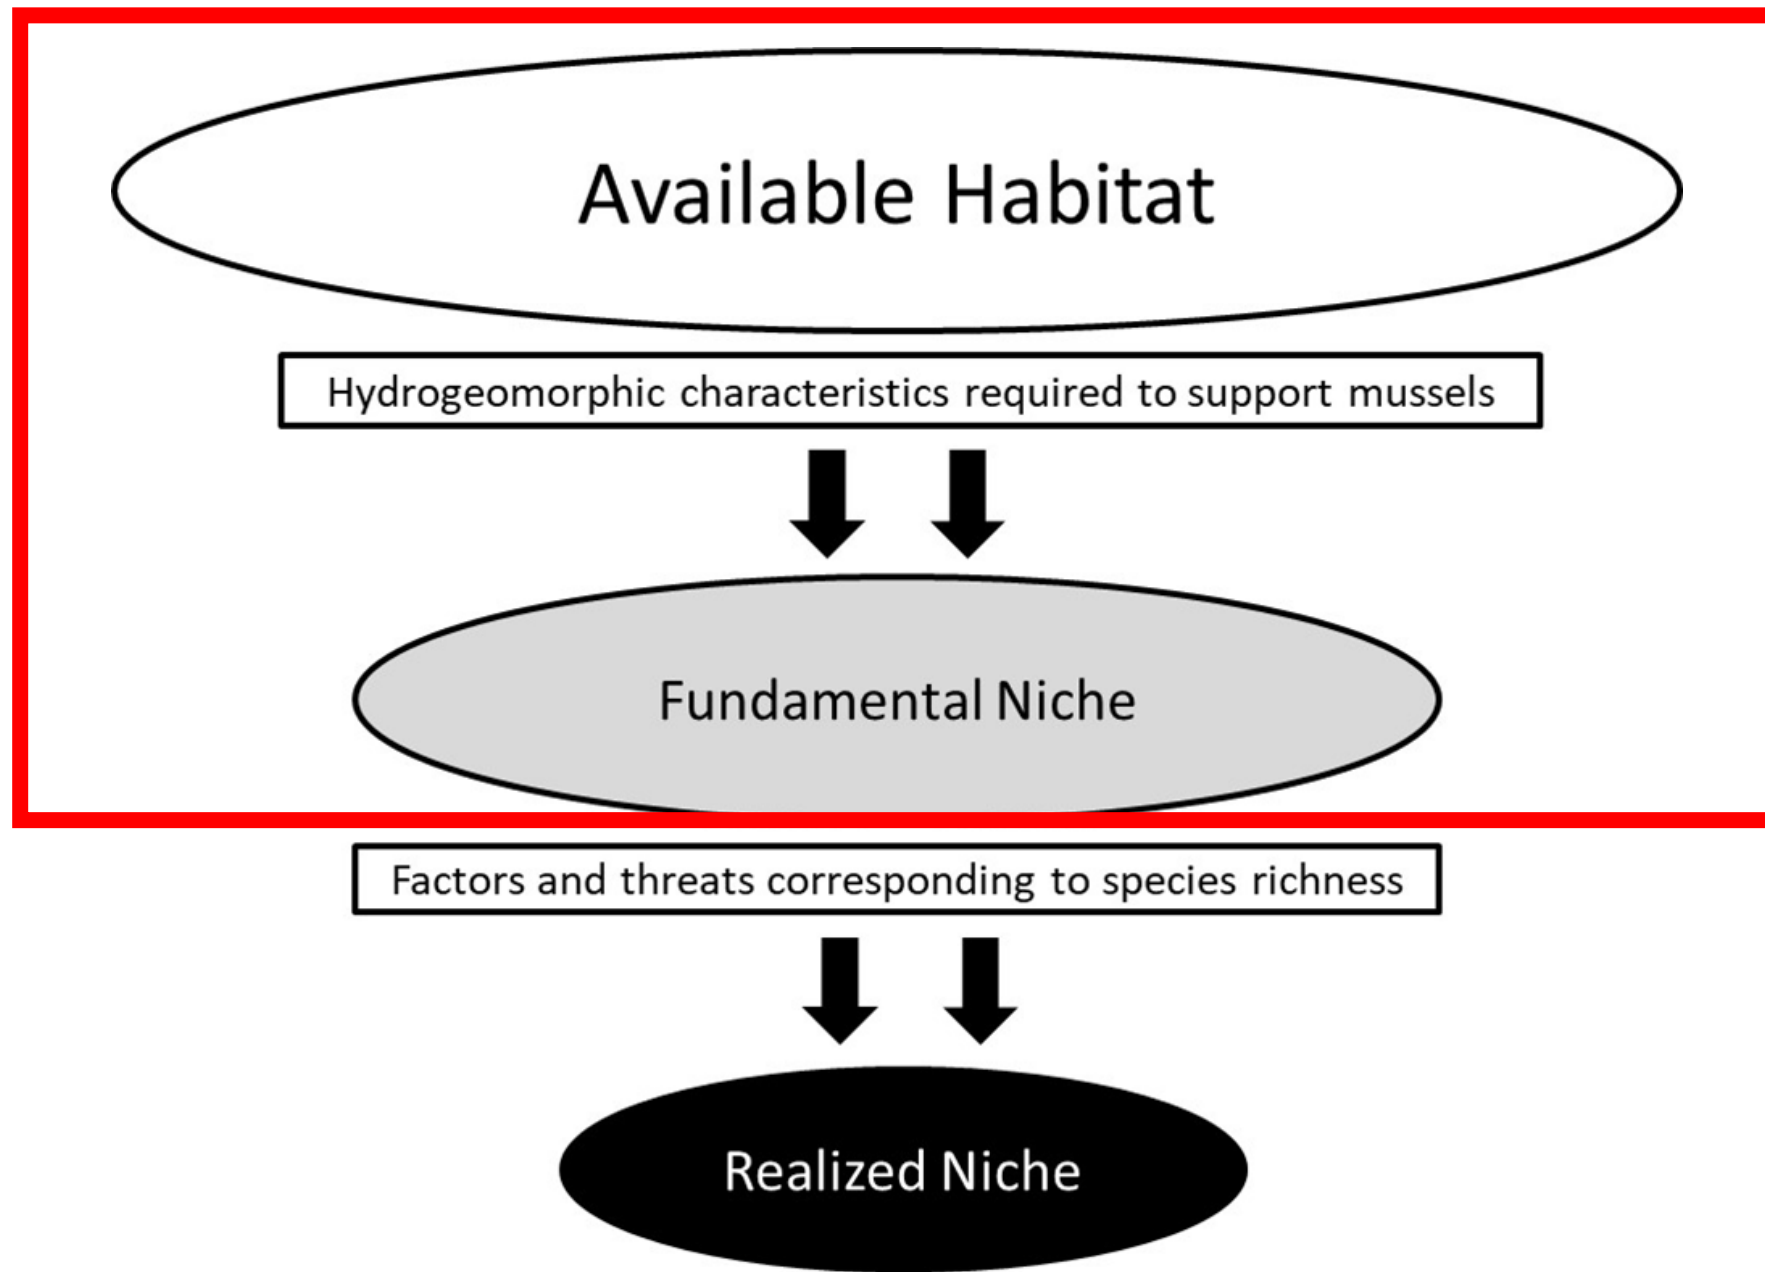 Available Habitat
Hydrogeomorphic characteristics required to support mussels
Fundamental Niche
Factors and threats corresponding to species richness
Realized Niche